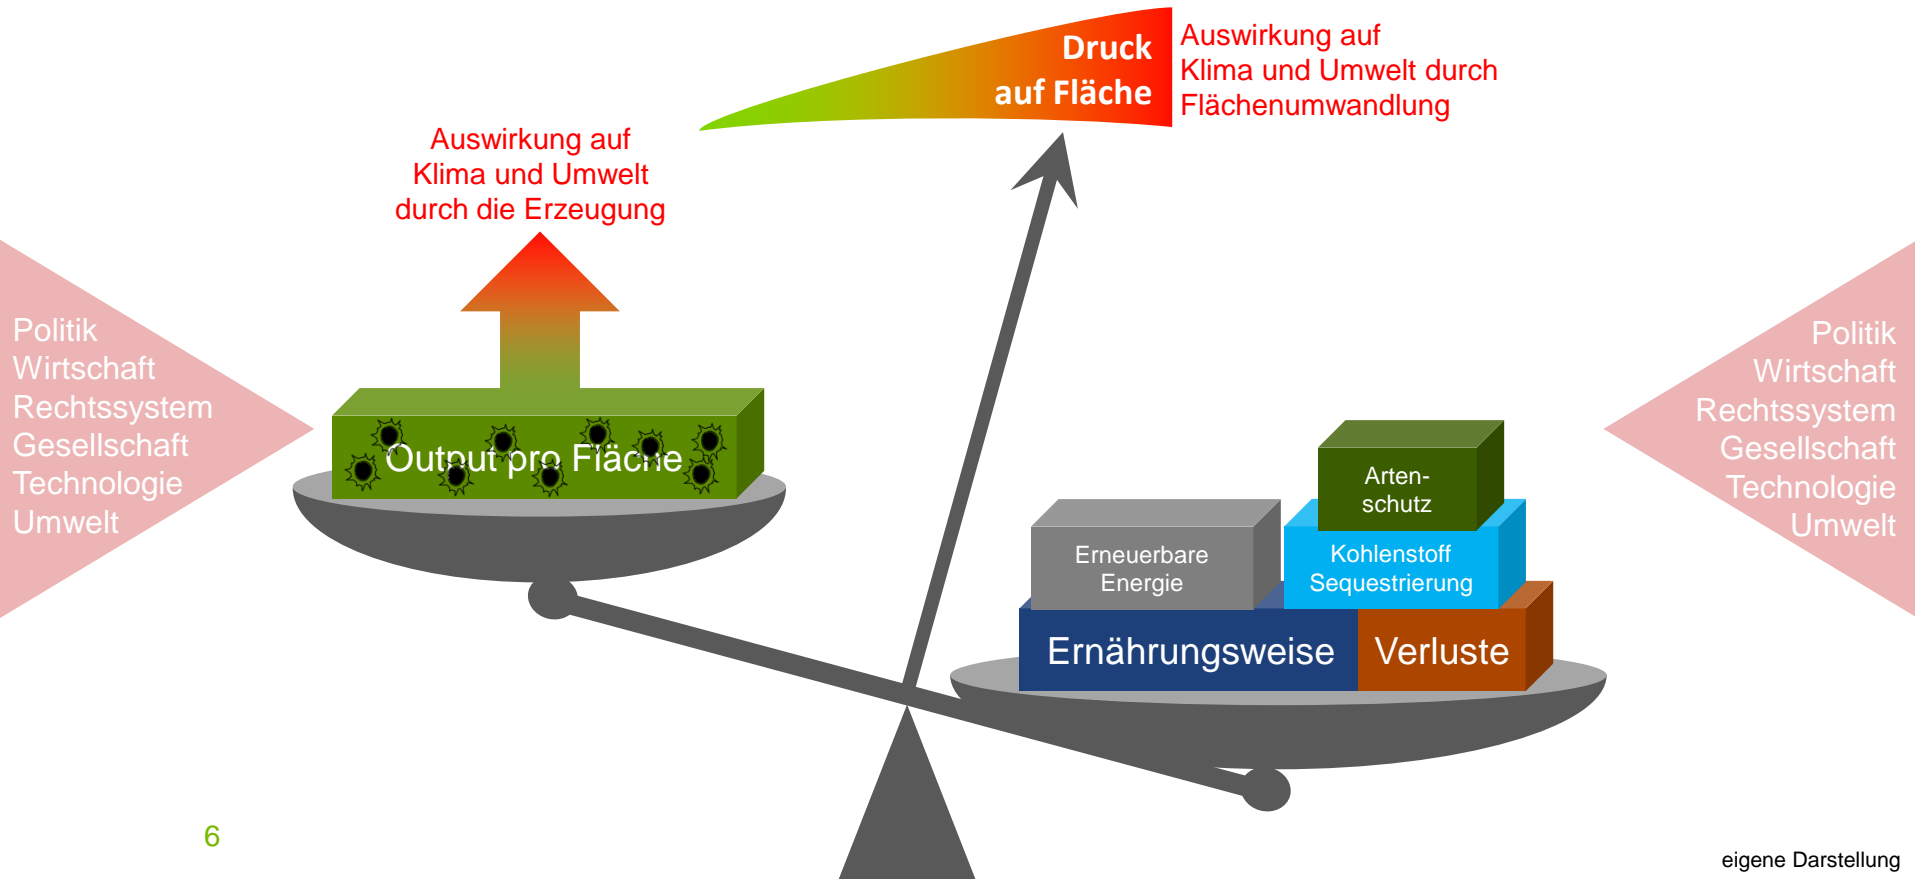 Druck
auf Fläche
Auswirkung auf
Klima und Umwelt durch
Flächenumwandlung
Auswirkung auf
Klima und Umwelt
durch die Erzeugung
Politik
Wirtschaft
Rechtssystem
Gesellschaft
Technologie
Umwelt
Output pro Fläche
Politik
Wirtschaft
Rechtssystem
Gesellschaft
Technologie
Umwelt
Arten-
schutz
Erneuerbare
Energie
Kohlenstoff
Sequestrierung
Ernährungsweise
Verluste
6
eigene Darstellung